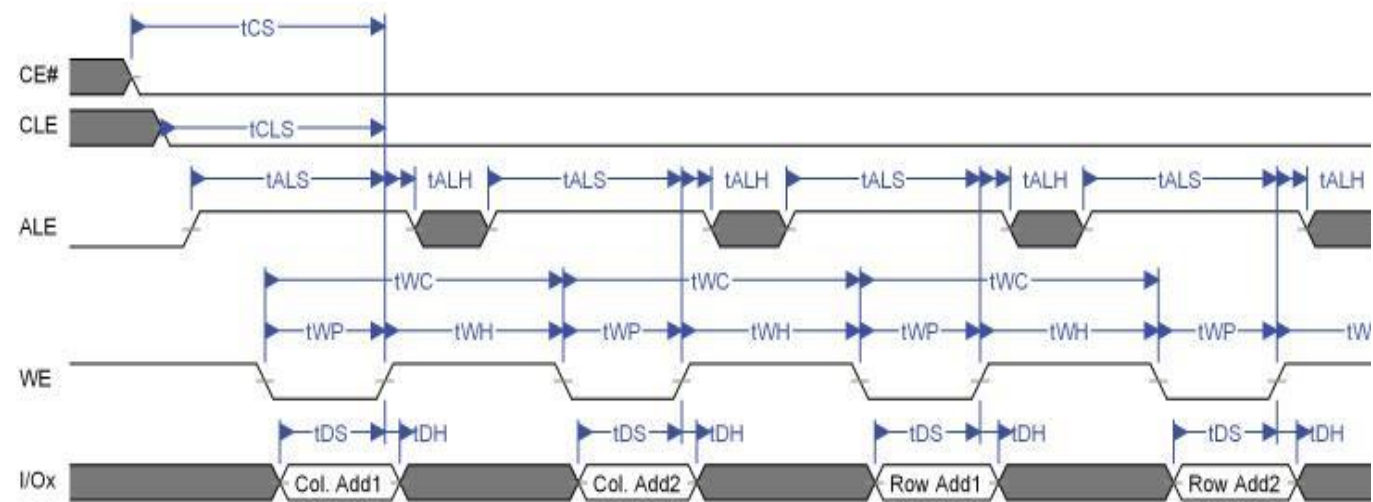 tCS
CE#
CLE tCLS
tALS tALH tALS tALH tALS tALH tALS tALH
ALE
tWC tWC tWC
tWP tWH tWP tWH tWP tWH tWP tW
WE
tDS tDH tDS tDH tDS tDH tDS tDH
I/Ox Col. Add1 Col. Add2 Row Add1 Row Add2